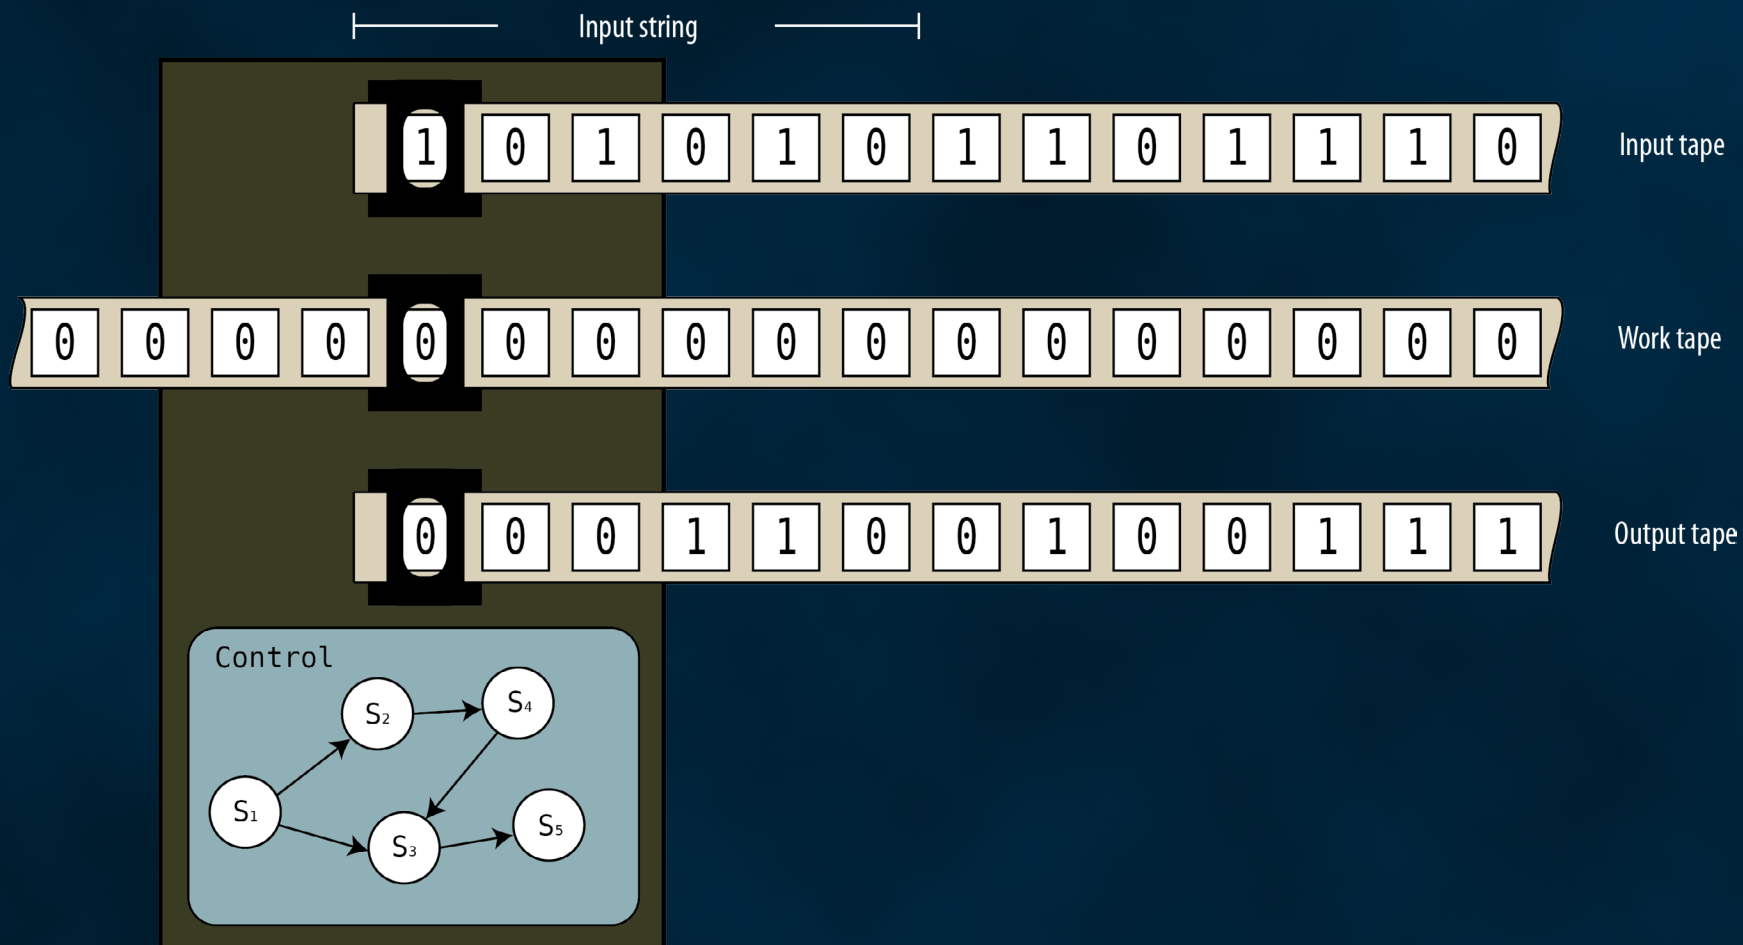 Input string
1 0 1 0 1 0 1 1 0 1 1 1 0
Input tape
0 0 0 0 0 0 0 0 0 0 0 0 0 0 0 0 0
Work tape
0 0 0 1 1 0 0 1 0 0 1 1 1
Output tape
Control
S2
S4
S1
S3
S5